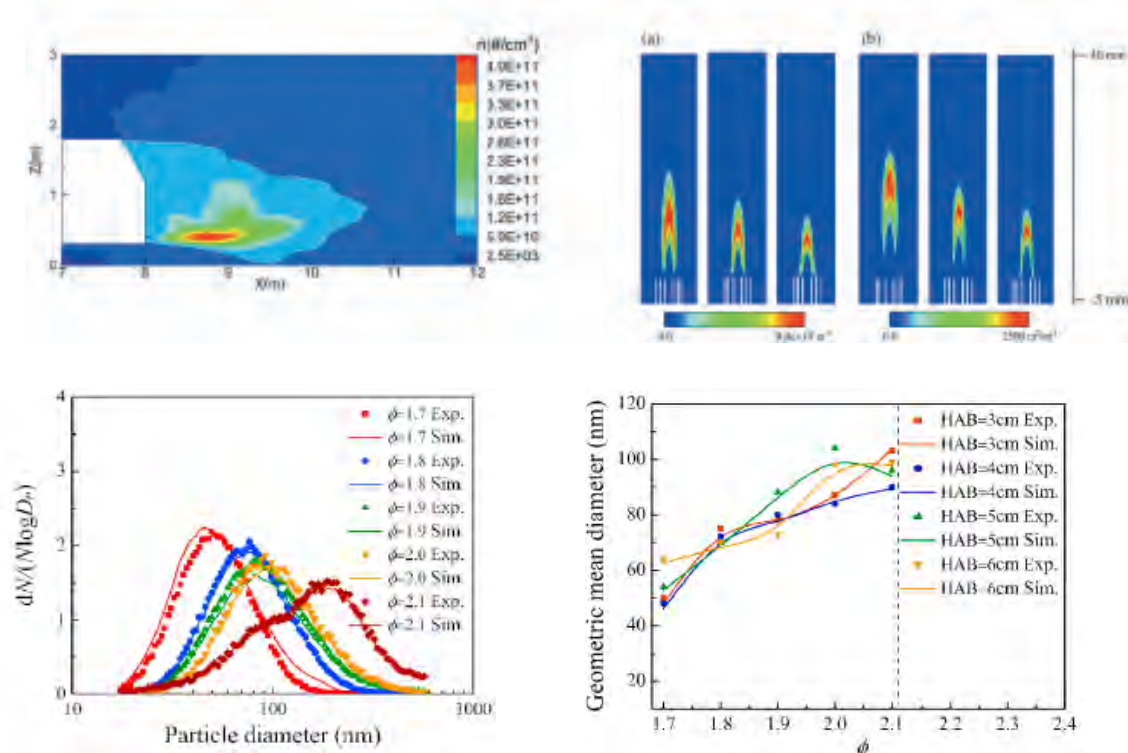 n(#/cm³)
3
2
1
0
Z(m)
7
8
9
10
11
12
X(m)
4.0E+11
3.7E+11
3.3E+11
3.0E+11
2.6E+11
2.3E+11
1.9E+11
1.6E+11
1.2E+11
5.0E+10
2.5E+03
(a)
(b)
4
3
2
1
0
dN/(NlogDₚ)
10
100
1000
Particle diameter (nm)
ϕ=1.7 Exp.
ϕ=1.7 Sim.
ϕ=1.8 Exp.
ϕ=1.8 Sim.
ϕ=1.9 Exp.
ϕ=1.9 Sim.
ϕ=2.0 Exp.
ϕ=2.0 Sim.
ϕ=2.1 Exp.
ϕ=2.1 Sim.
120
100
80
60
40
20
Geometric mean diameter (nm)
1.7
1.8
1.9
2.0
2.1
2.2
2.3
2.4
ϕ
HAB=3cm Exp.
HAB=3cm Sim.
HAB=4cm Exp.
HAB=4cm Sim.
HAB=5cm Exp.
HAB=5cm Sim.
HAB=6cm Exp.
HAB=6cm Sim.